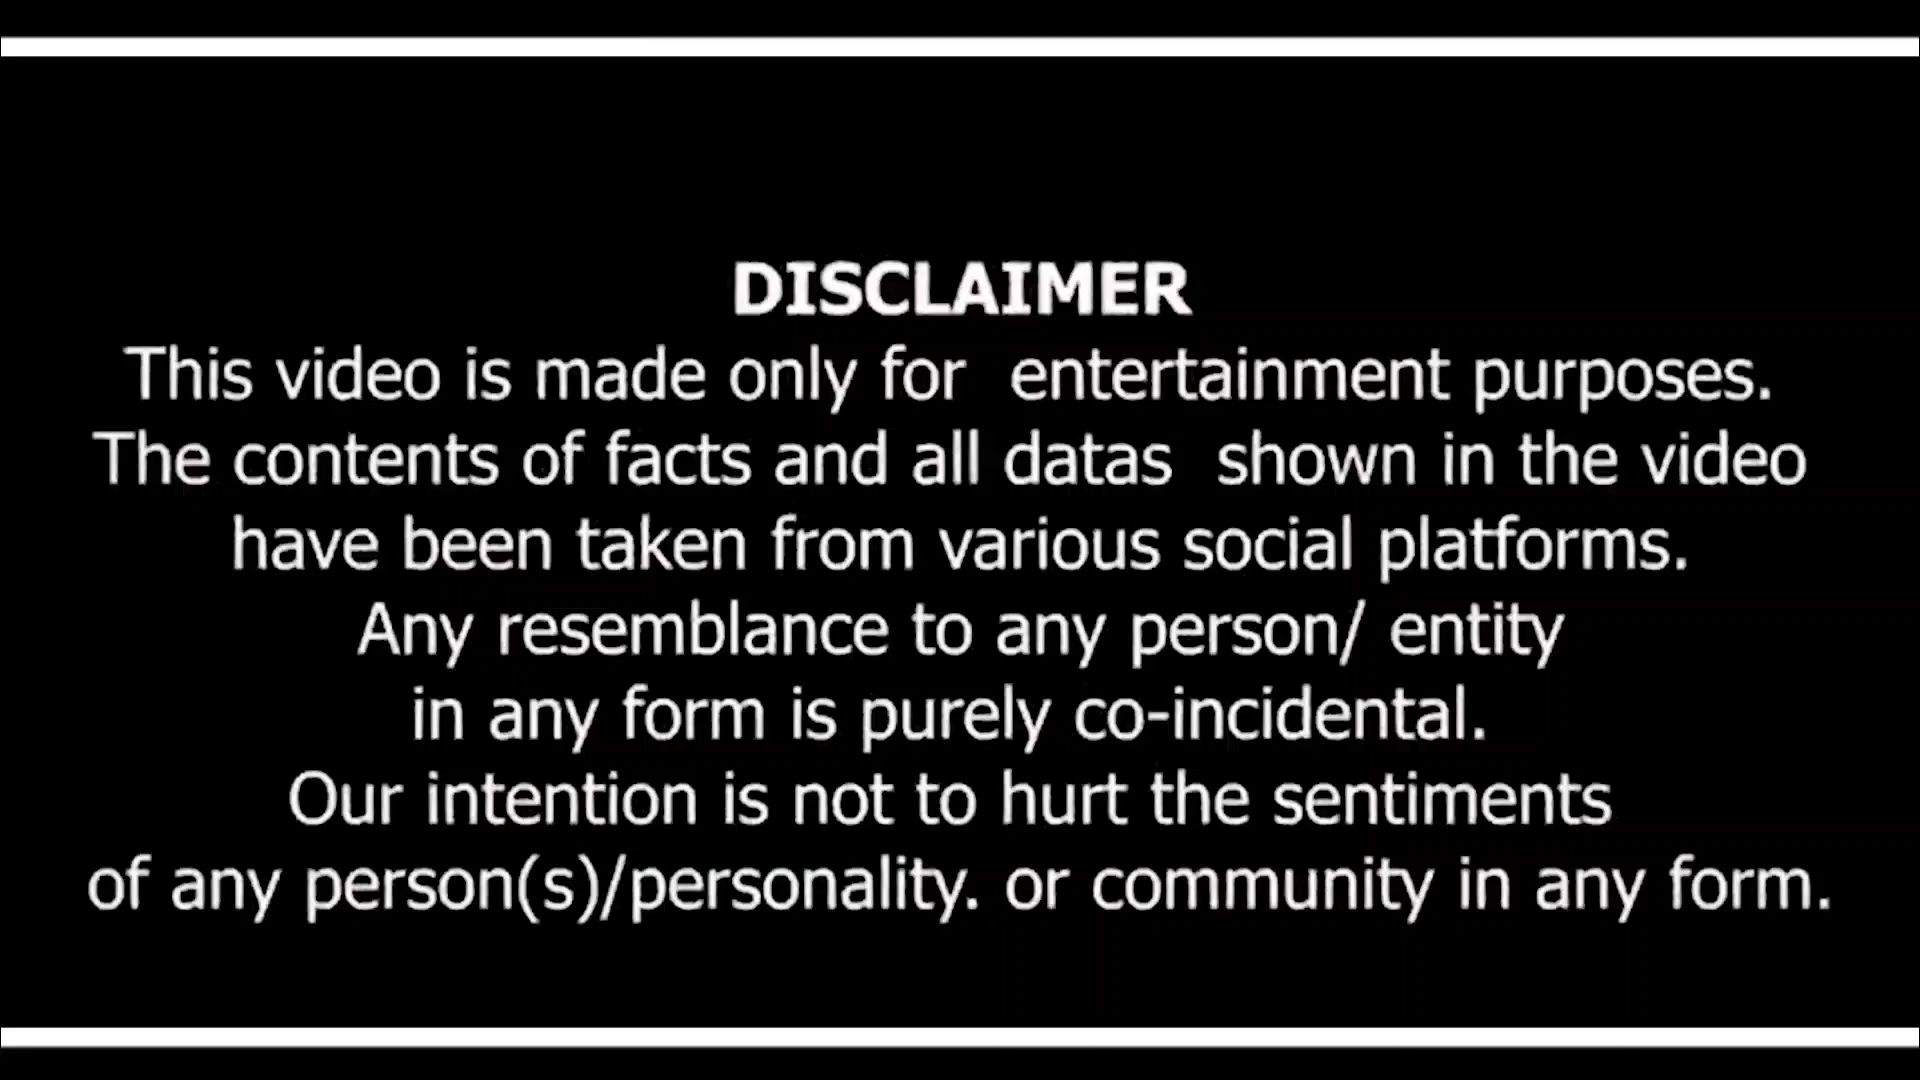 DISCLAIMER
This video is made only for entertainment purposes.
The contents of facts and all datas shown in the video
have been taken from various social platforms.
Any resemblance to any person/ entity
in any form is purely co-incidental.
Our intention is not to hurt the sentiments
of any person(s)/personality. or community in any form.